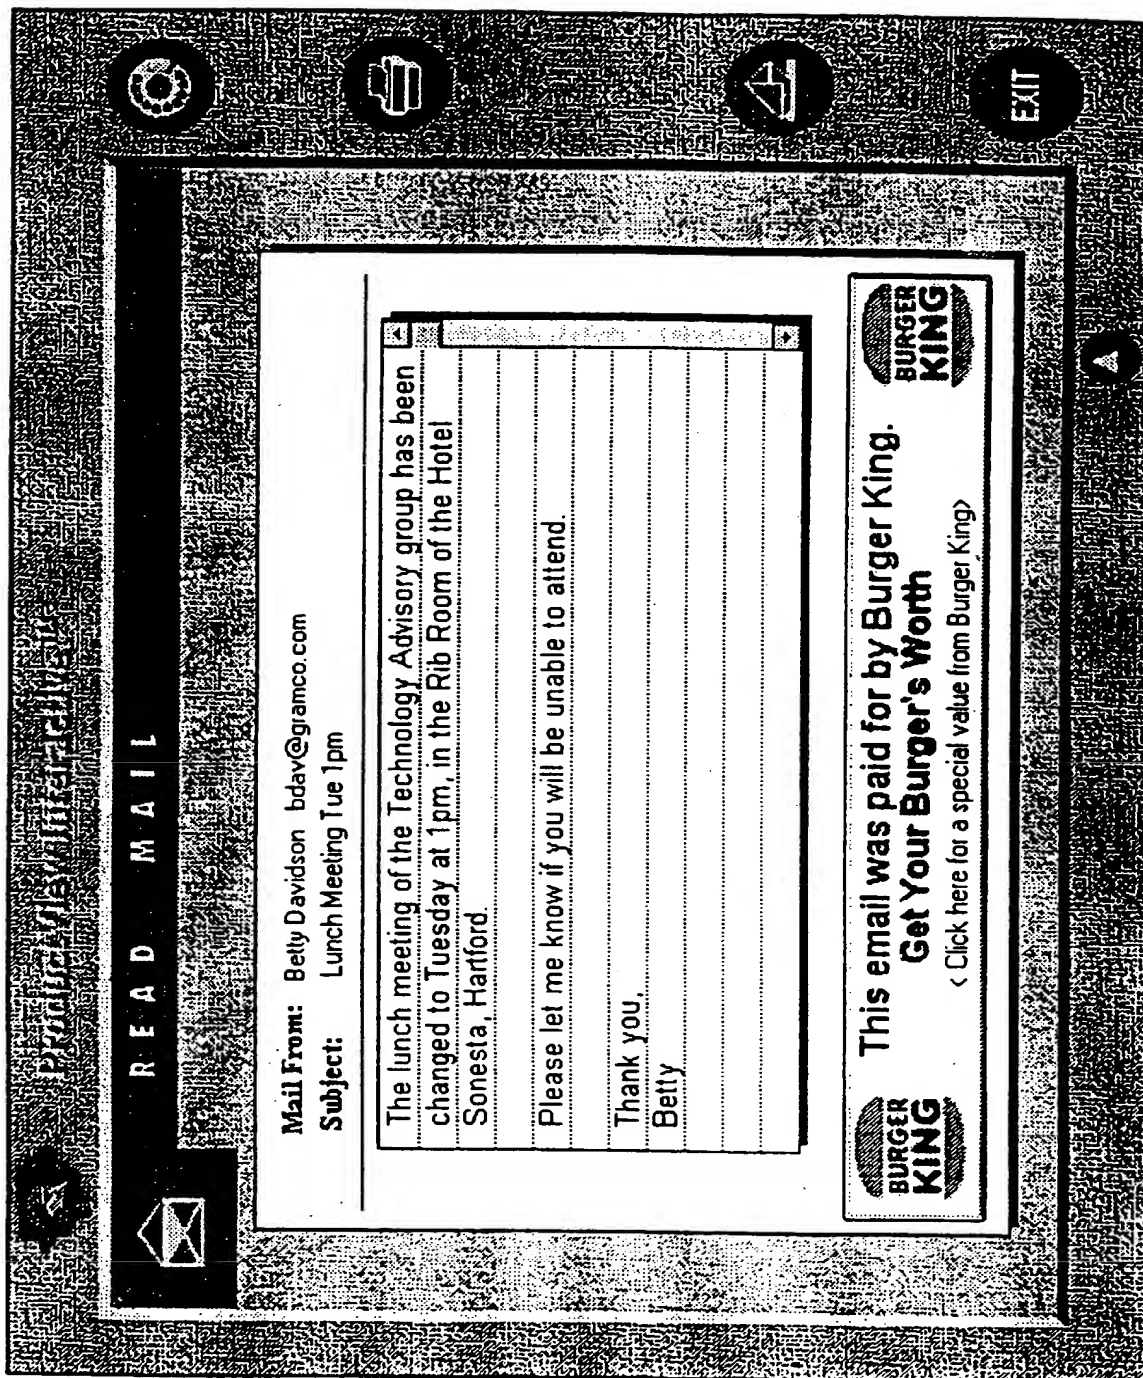 ProductView Interactive
READ MAIL
Mail From: Betty Davidson bdav@gramco.com
Subject: Lunch Meeting Tue 1pm
The lunch meeting of the Technology Advisory group has been
changed to Tuesday at 1pm, in the Rib Room of the Hotel
Sonesta, Hartford.
Please let me know if you will be unable to attend.
Thank you,
Betty
BURGER
KING
This email was paid for by Burger King.
Get Your Burger's Worth
< Click here for a special value from Burger King>
BURGER
KING
EXIT